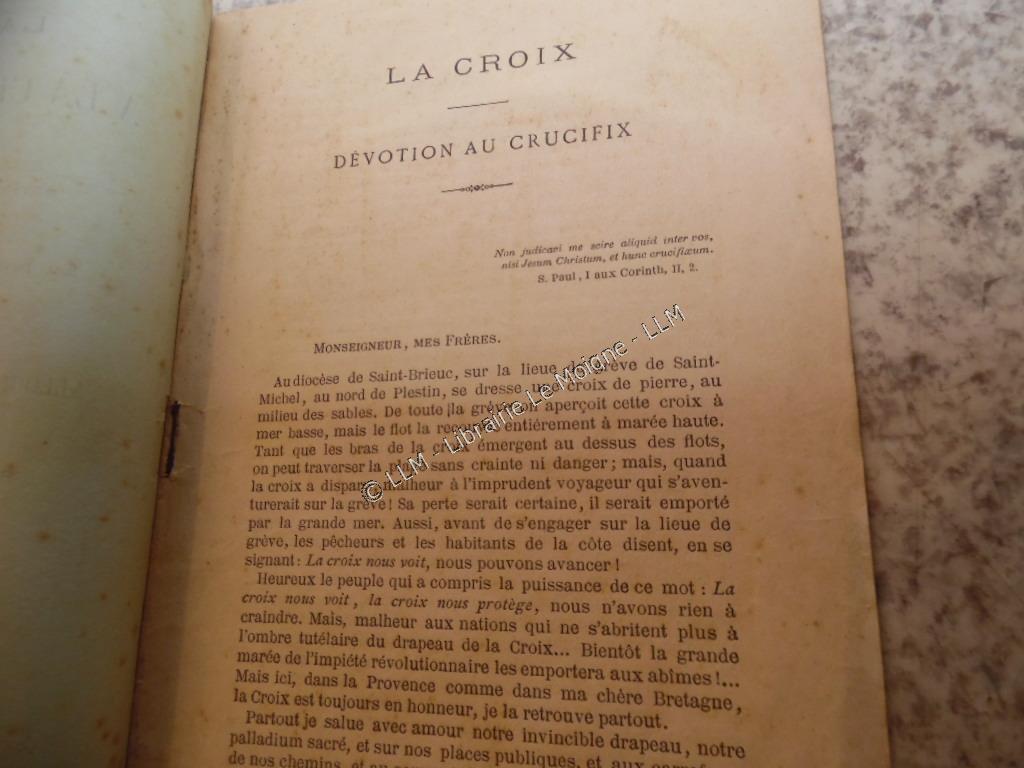 LA CROIX
DÉVOTION AU CRUCIFIX
Non judicavi me scire aliquid inter vos,
nisi Jesum Christum, et hunc crucifixum.
S. Paul, I aux Corinth, II, 2.
MONSEIGNEUR, MES FRÈRES.
Au diocèse de Saint-Brieuc, sur la lieue de grève de Saint-
Michel, au nord de Plestin, se dresse une croix de pierre, au
milieu des sables. De toute la grève on aperçoit cette croix à
mer basse, mais le flot la recouvre entiérement à marée haute.
Tant que les bras de la croix émergent au dessus des flots,
on peut traverser la plage sans crainte ni danger ; mais, quand
la croix a disparu, malheur à l'imprudent voyageur qui s'aven-
turerait sur la grève ! Sa perte serait certaine, il serait emporté
par la grande mer. Aussi, avant de s'engager sur la lieue de
grève, les pêcheurs et les habitants de la côte disent, en se
signant : La croix nous voit, nous pouvons avancer !
Heureux le peuple qui a compris la puissance de ce mot : La
croix nous voit, la croix nous protège, nous n'avons rien à
craindre. Mais, malheur aux nations qui ne s'abritent plus à
l'ombre tutélaire du drapeau de la Croix... Bientôt la grande
marée de l'impiété révolutionnaire les emportera aux abîmes !...
Mais ici, dans la Provence comme dans ma chère Bretagne,
la Croix est toujours en honneur, je la retrouve partout.
Partout je salue avec amour notre invincible drapeau, notre
palladium sacré, et sur nos places publiques, et aux
de nos chemins, et au
© LLM - Librairie Le Moigne - LLM